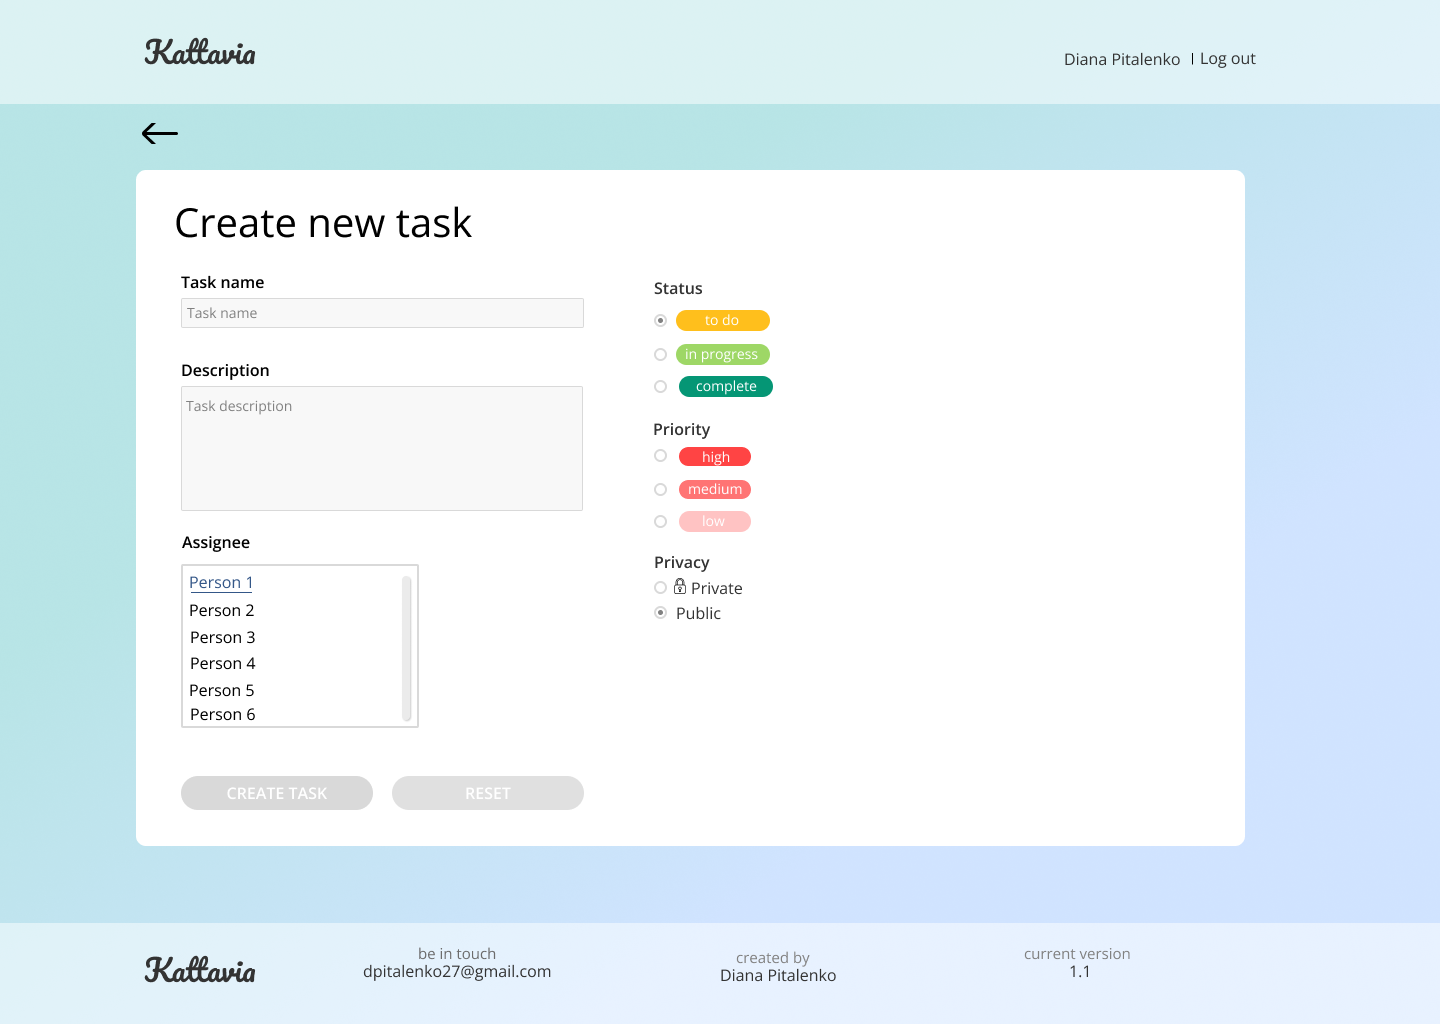 Kattavia
Diana Pitalenko | Log out
Create new task
Task name
Task name
Description
Task description
Assignee
Person 1
Person 2
Person 3
Person 4
Person 5
Person 6
CREATE TASK
RESET
Status
to do
in progress
complete
Priority
high
medium
low
Privacy
Private
Public
Kattavia
be in touch
dpitalenko27@gmail.com
created by
Diana Pitalenko
current version
1.1